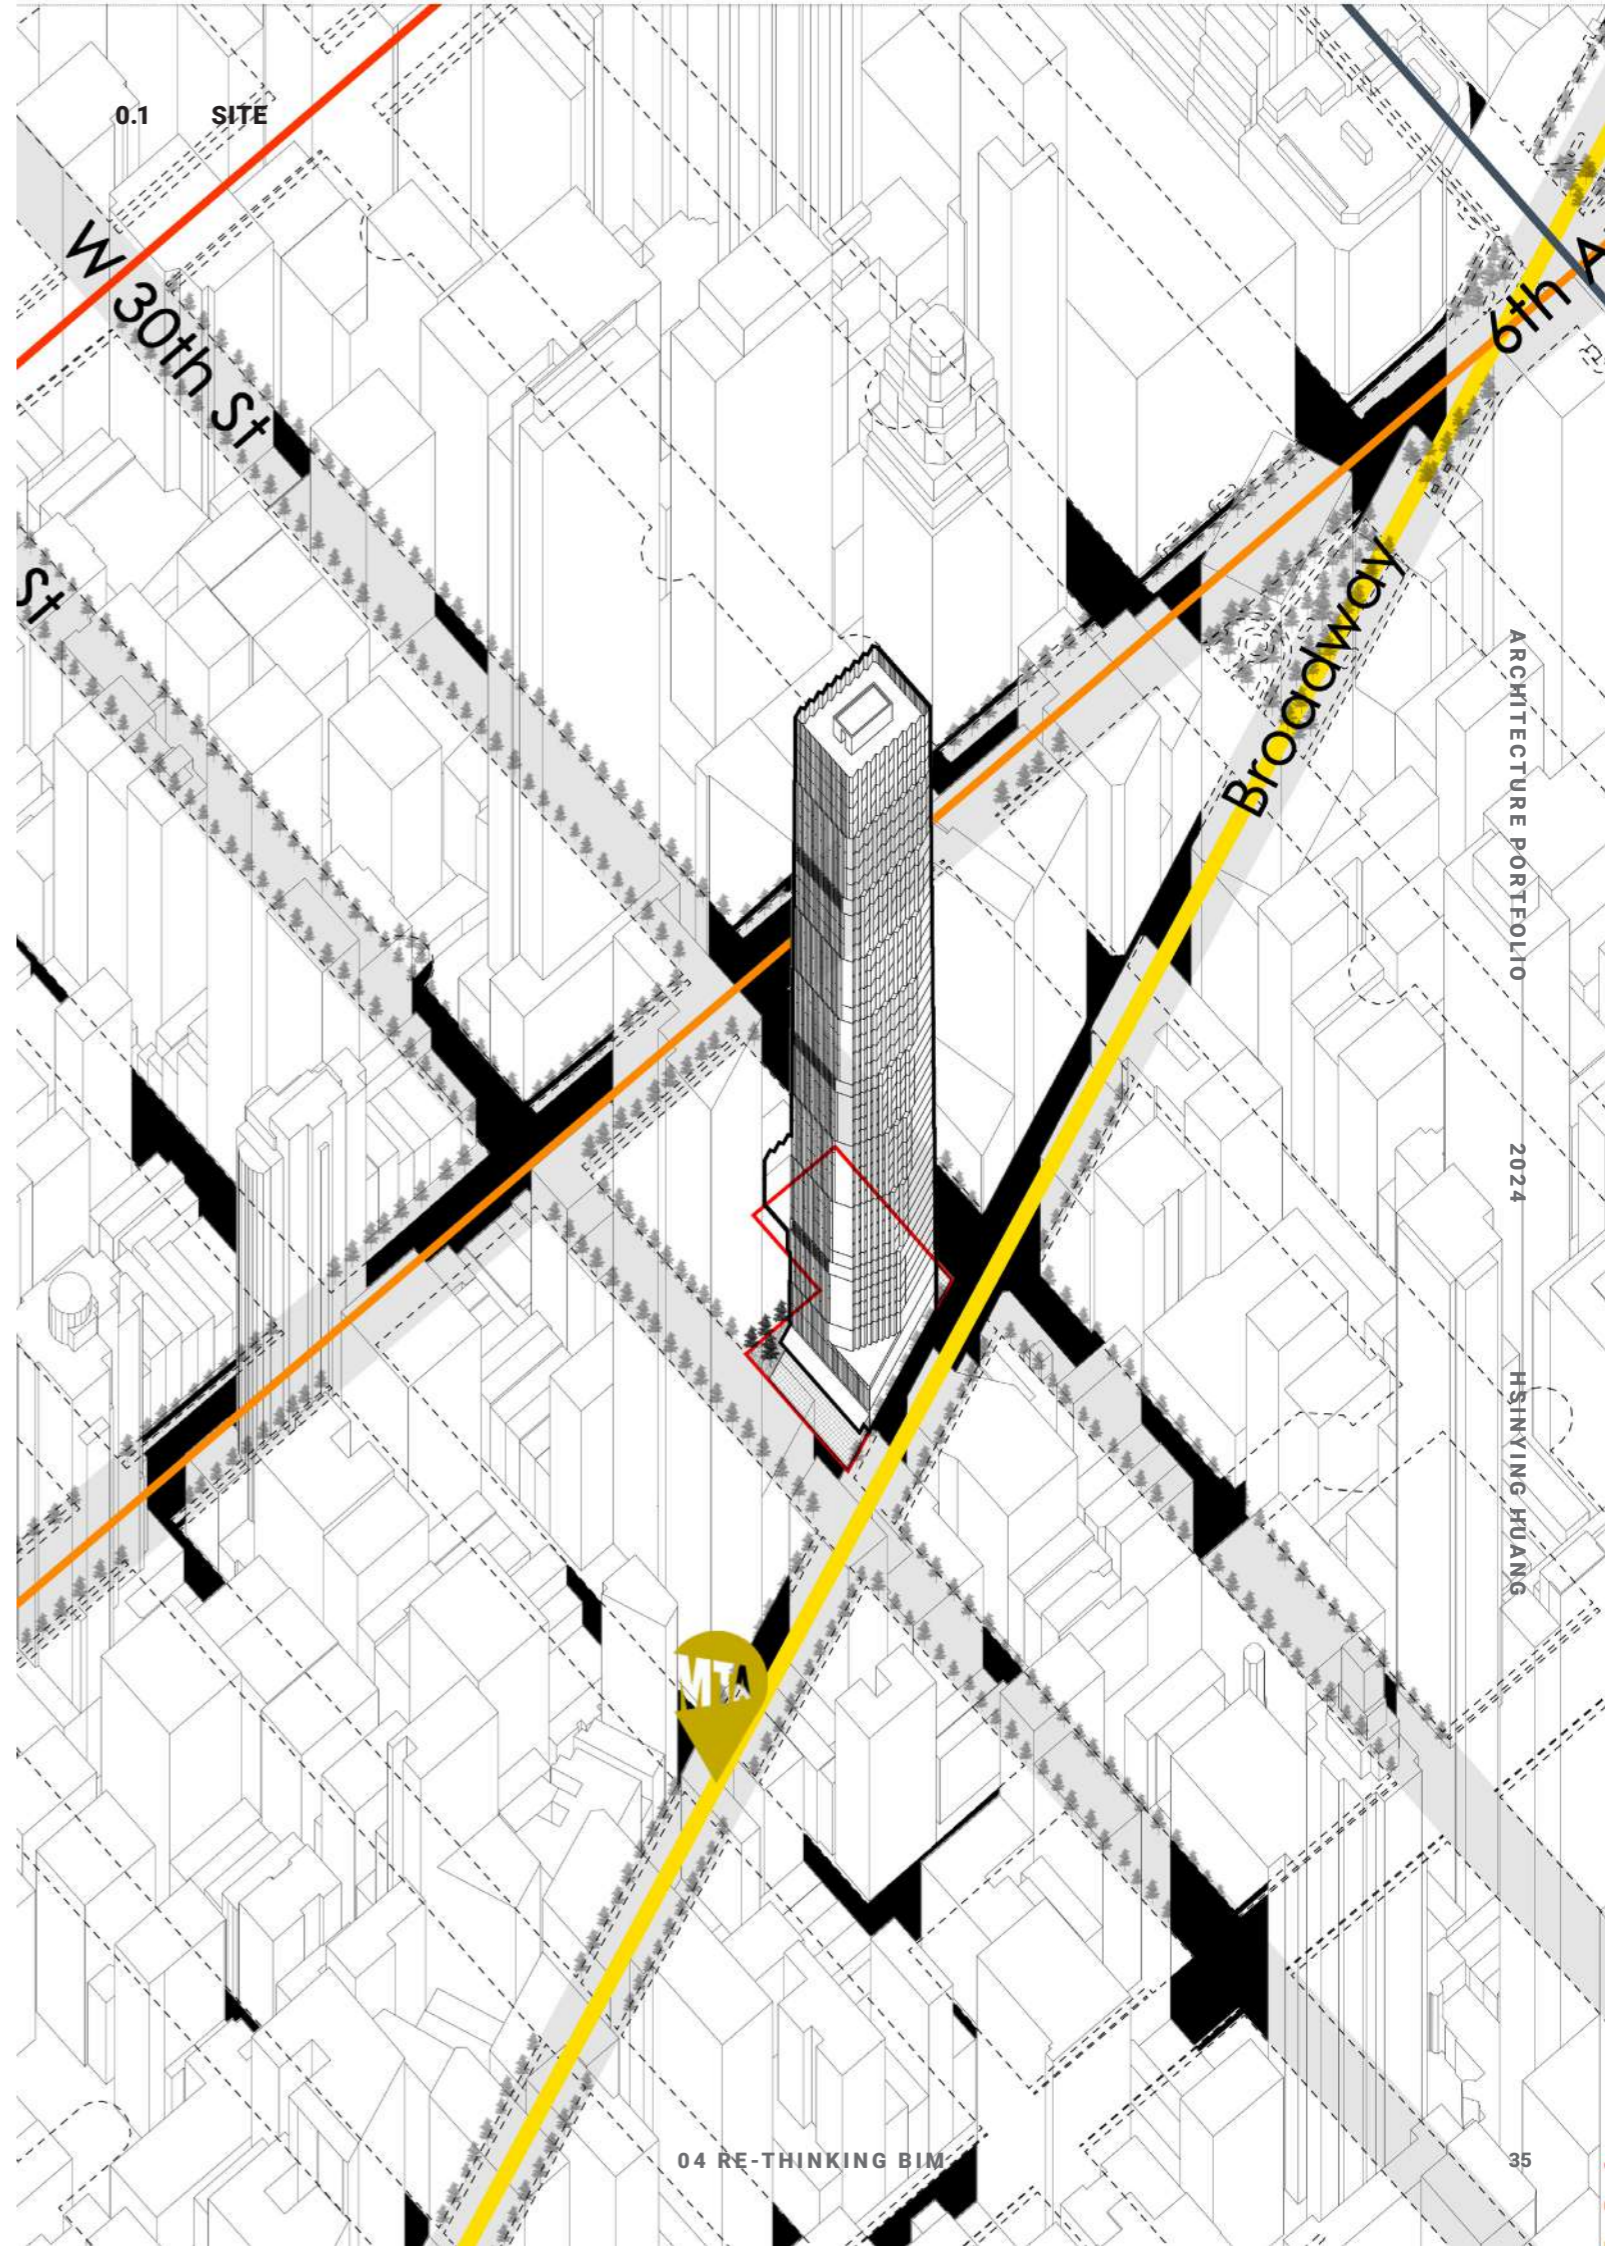 0.1 SITE
W 30th St
St
6th A
Broadway
ARCHITECTURE PORTFOLIO 2024 HSINYING HUANG
MTA
04 RE-THINKING BIM 35